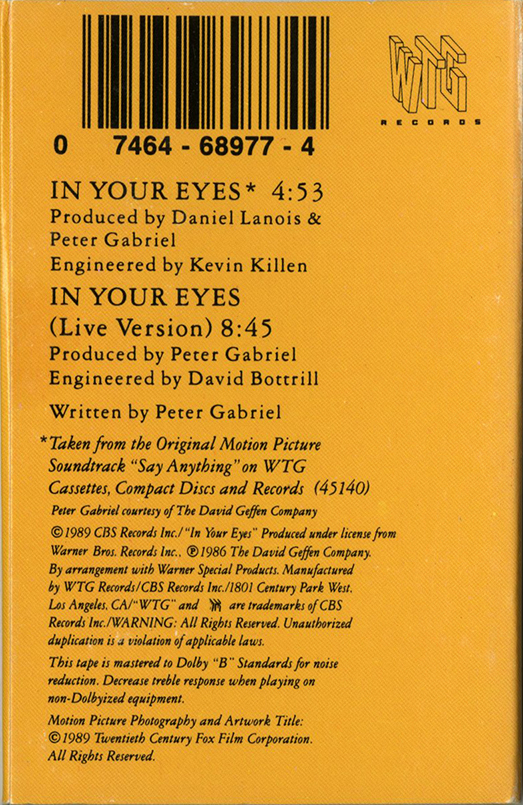 WTG
RECORDS
0 7464 - 68977 - 4
IN YOUR EYES* 4:53
Produced by Daniel Lanois &
Peter Gabriel
Engineered by Kevin Killen
IN YOUR EYES
(Live Version) 8:45
Produced by Peter Gabriel
Engineered by David Bottrill
Written by Peter Gabriel
*Taken from the Original Motion Picture
Soundtrack “Say Anything” on WTG
Cassettes, Compact Discs and Records (45140)
Peter Gabriel courtesy of The David Geffen Company
©1989 CBS Records Inc./“In Your Eyes” Produced under license from
Warner Bros. Records Inc., ℗1986 The David Geffen Company.
By arrangement with Warner Special Products. Manufactured
by WTG Records/CBS Records Inc./1801 Century Park West,
Los Angeles, CA/“WTG” and WTG are trademarks of CBS
Records Inc./WARNING: All Rights Reserved. Unauthorized
duplication is a violation of applicable laws.
This tape is mastered to Dolby “B” Standards for noise
reduction. Decrease treble response when playing on
non-Dolbyized equipment.
Motion Picture Photography and Artwork Title:
©1989 Twentieth Century Fox Film Corporation.
All Rights Reserved.